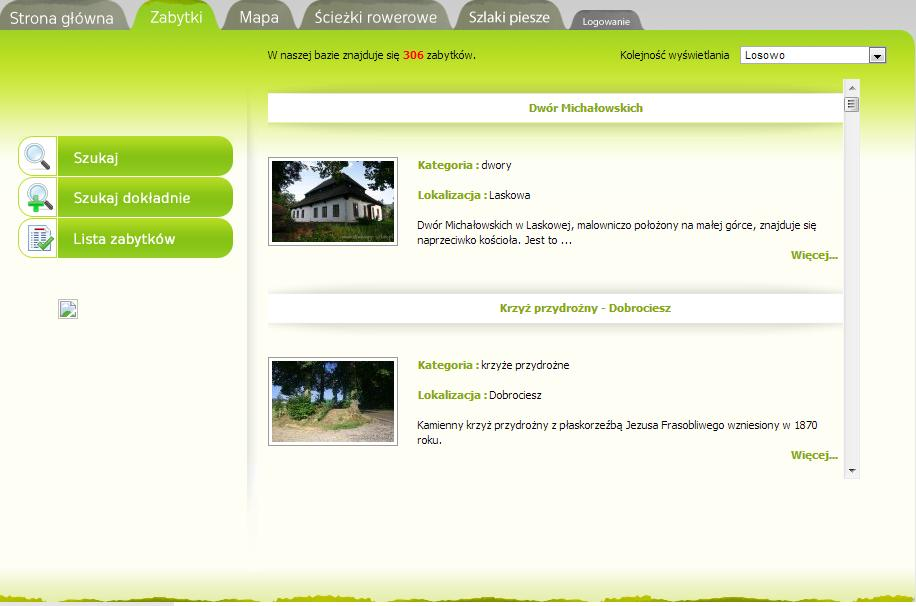 Strona główna
Zabytki
Mapa
Ścieżki rowerowe
Szlaki piesze
Logowanie
W naszej bazie znajduje się 306 zabytków.
Kolejność wyświetlania
Losowo
Szukaj
Szukaj dokładnie
Lista zabytków
Dwór Michałowskich
Kategoria : dwory
Lokalizacja : Laskowa
Dwór Michałowskich w Laskowej, malowniczo położony na małej górce, znajduje się
naprzeciwko kościoła. Jest to ...
Więcej...
Krzyż przydrożny - Dobrociesz
Kategoria : krzyże przydrożne
Lokalizacja : Dobrociesz
Kamienny krzyż przydrożny z płaskorzeźbą Jezusa Frasobliwego wzniesiony w 1870
roku.
Więcej...